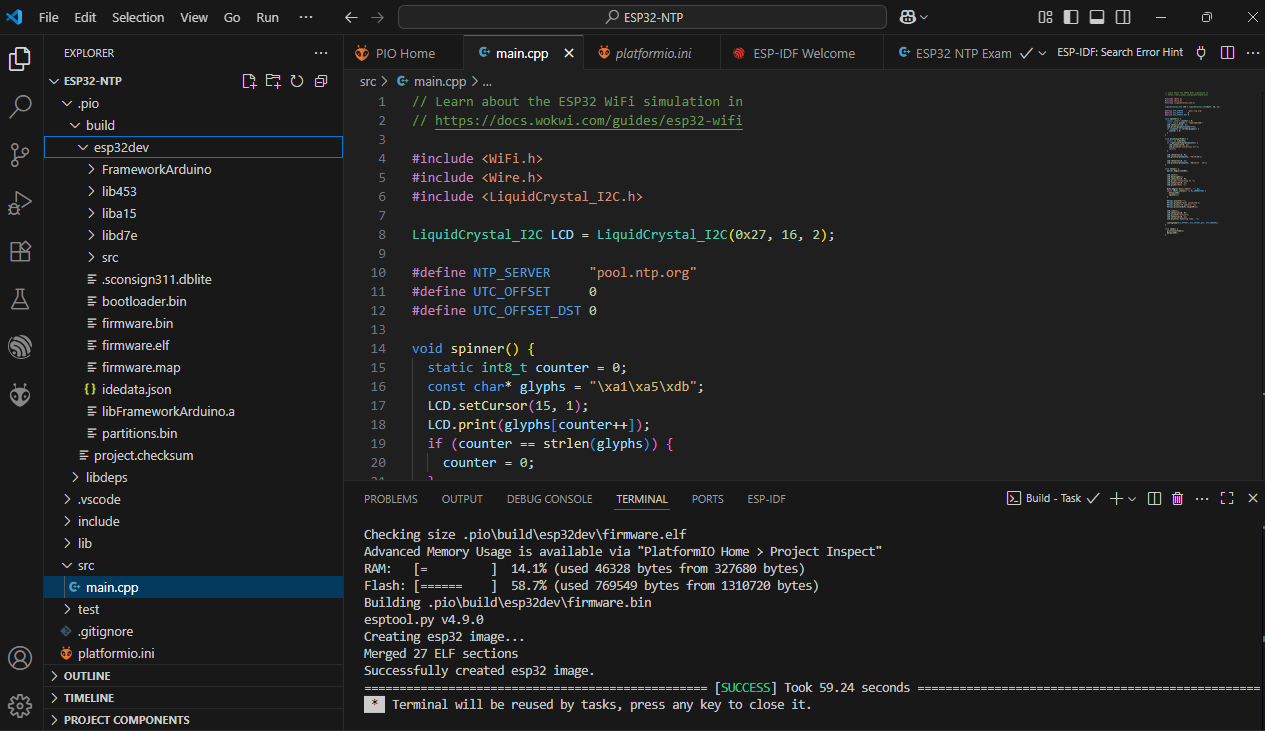 File Edit Selection View Go Run ··· ESP32-NTP
EXPLORER ···
ESP32-NTP
.pio
build
esp32dev
FrameworkArduino
lib453
liba15
libd7e
src
.sconsign311.dblite
bootloader.bin
firmware.bin
firmware.elf
firmware.map
{} idedata.json
libFrameworkArduino.a
partitions.bin
project.checksum
libdeps
.vscode
include
lib
src
main.cpp
test
.gitignore
platformio.ini
OUTLINE
TIMELINE
PROJECT COMPONENTS
PIO Home main.cpp platformio.ini ESP-IDF Welcome ESP32 NTP Exam ESP-IDF: Search Error Hint ···
src > main.cpp > ...
1 // Learn about the ESP32 WiFi simulation in
2 // https://docs.wokwi.com/guides/esp32-wifi
3
4 #include <WiFi.h>
5 #include <Wire.h>
6 #include <LiquidCrystal_I2C.h>
7
8 LiquidCrystal_I2C LCD = LiquidCrystal_I2C(0x27, 16, 2);
9
10 #define NTP_SERVER     "pool.ntp.org"
11 #define UTC_OFFSET     0
12 #define UTC_OFFSET_DST 0
13
14 void spinner() {
15   static int8_t counter = 0;
16   const char* glyphs = "\xa1\xa5\xdb";
17   LCD.setCursor(15, 1);
18   LCD.print(glyphs[counter++]);
19   if (counter == strlen(glyphs)) {
20     counter = 0;
21   }
PROBLEMS OUTPUT DEBUG CONSOLE TERMINAL PORTS ESP-IDF Build - Task ···
Checking size .pio\build\esp32dev\firmware.elf
Advanced Memory Usage is available via "PlatformIO Home > Project Inspect"
RAM:   [=         ]  14.1% (used 46328 bytes from 327680 bytes)
Flash: [======    ]  58.7% (used 769549 bytes from 1310720 bytes)
Building .pio\build\esp32dev\firmware.bin
esptool.py v4.9.0
Creating esp32 image...
Merged 27 ELF sections
Successfully created esp32 image.
================================================= [SUCCESS] Took 59.24 seconds =================================================
* Terminal will be reused by tasks, press any key to close it.